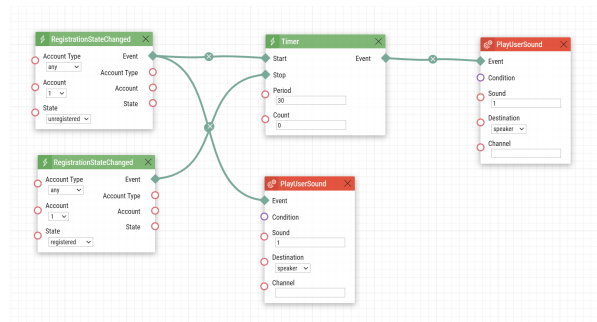 RegistrationStateChanged
Account Type
Event
any
Account Type
Account
Account
1
State
State
unregistered
Timer
Start
Event
Stop
Period
30
Count
0
PlayUserSound
Event
Condition
Sound
1
Destination
speaker
Channel
RegistrationStateChanged
Account Type
Event
any
Account Type
Account
Account
1
State
State
registered
PlayUserSound
Event
Condition
Sound
1
Destination
speaker
Channel